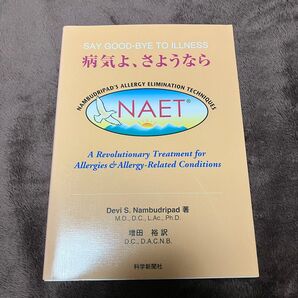 SAY GOOD-BYE TO ILLNESS
病気よ、さようなら
NAMBUDRIPAD'S ALLERGY ELIMINATION TECHNIQUES
NAET®
A Revolutionary Treatment for
Allergies & Allergy-Related Conditions
Devi S. Nambudripad 著
M.D., D.C., L.Ac., Ph.D.
増田 裕 訳
D.C., D.A.C.N.B.
科学新聞社